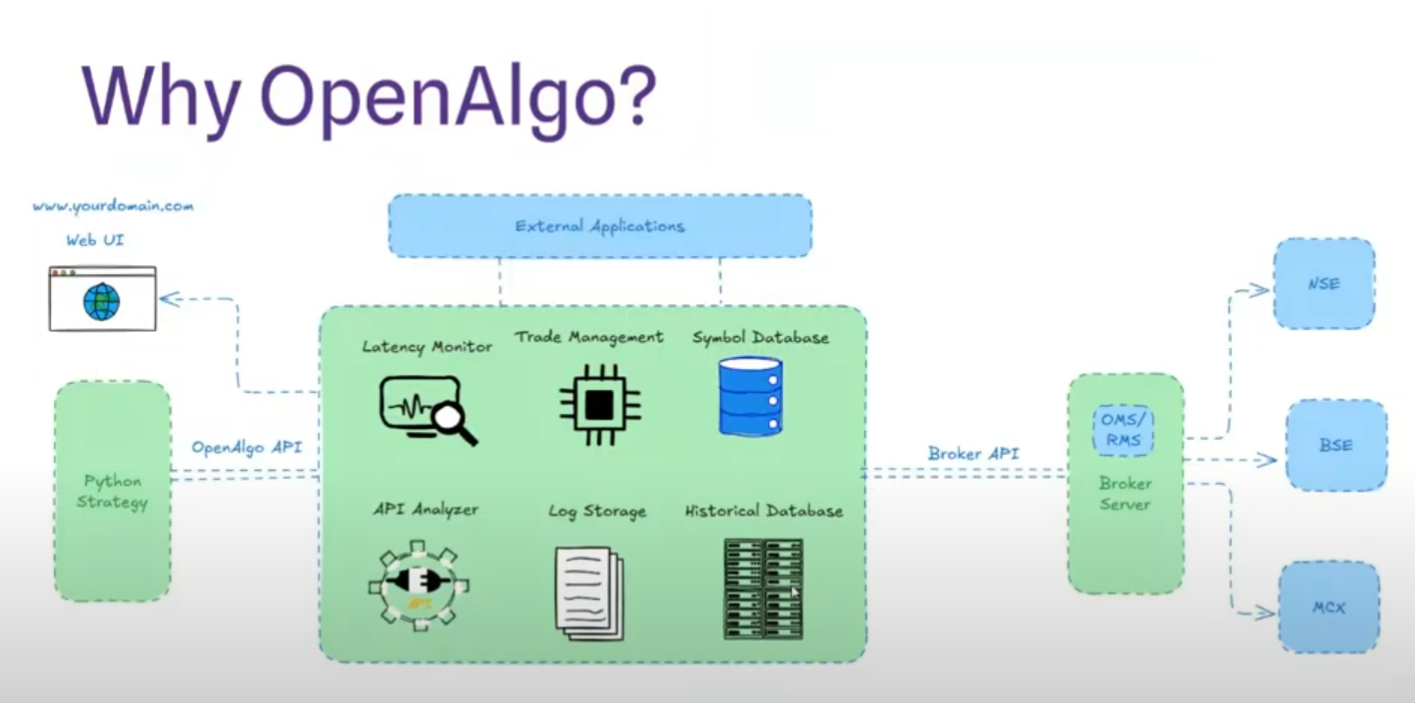 Why OpenAlgo?
www.yourdomain.com
Web UI
External Applications
Latency Monitor
Trade Management
Symbol Database
OpenAlgo API
Python
Strategy
API Analyzer
API
Log Storage
Historical Database
Broker API
OMS/
RMS
Broker
Server
NSE
BSE
MCX